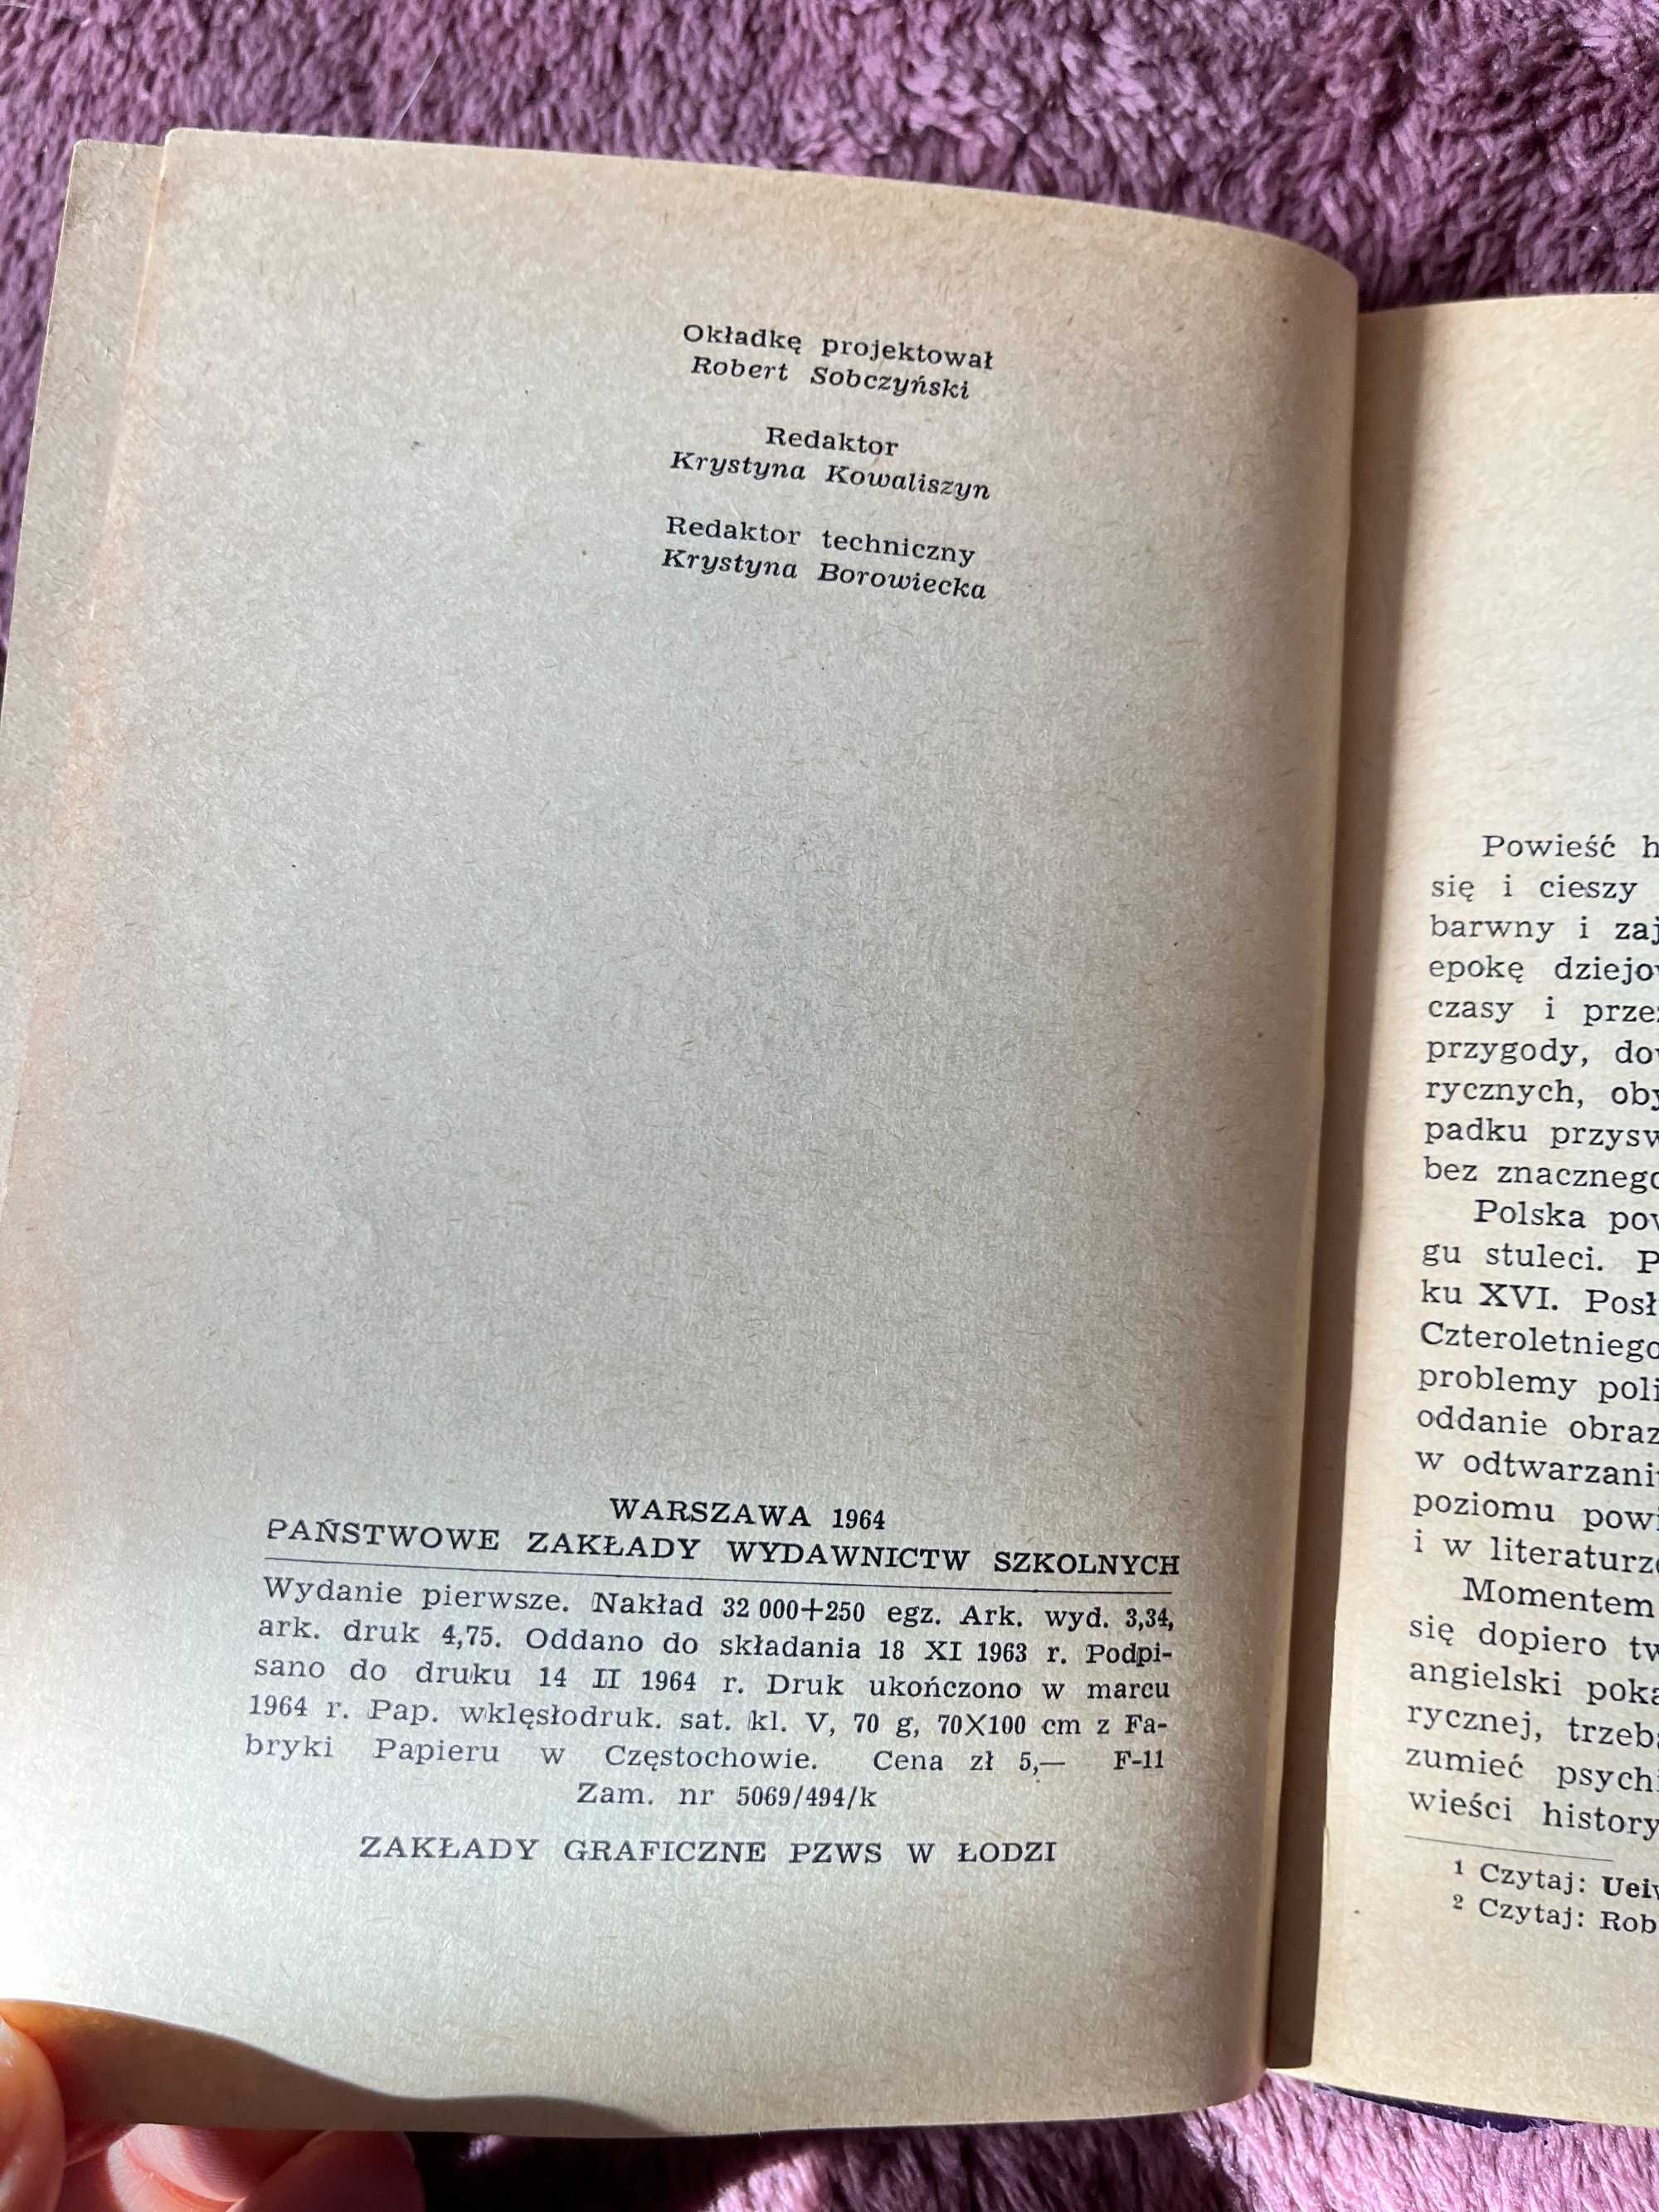 Okładkę projektował
Robert Sobczyński
Redaktor
Krystyna Kowaliszyn
Redaktor techniczny
Krystyna Borowiecka
WARSZAWA 1964
PAŃSTWOWE ZAKŁADY WYDAWNICTW SZKOLNYCH
Wydanie pierwsze. Nakład 32 000+250 egz. Ark. wyd. 3,34,
ark. druk 4,75. Oddano do składania 18 XI 1963 r. Podpi-
sano do druku 14 II 1964 r. Druk ukończono w marcu
1964 r. Pap. wklęsłodruk. sat. kl. V, 70 g, 70X100 cm z Fa-
bryki Papieru w Częstochowie. Cena zł 5,— F-11
Zam. nr 5069/494/k
ZAKŁADY GRAFICZNE PZWS W ŁODZI
Powieść
się i cieszy
barwny i
epokę
czasy i
przygody,
rycznych,
padku
bez
Polska
gu stuleci.
ku XVI.
problemy
oddanie
w
poziomu
i w
Momentem
się dopiero
angielski
rycznej,
zumieć
wieści
1 Czytaj:
2 Czytaj: